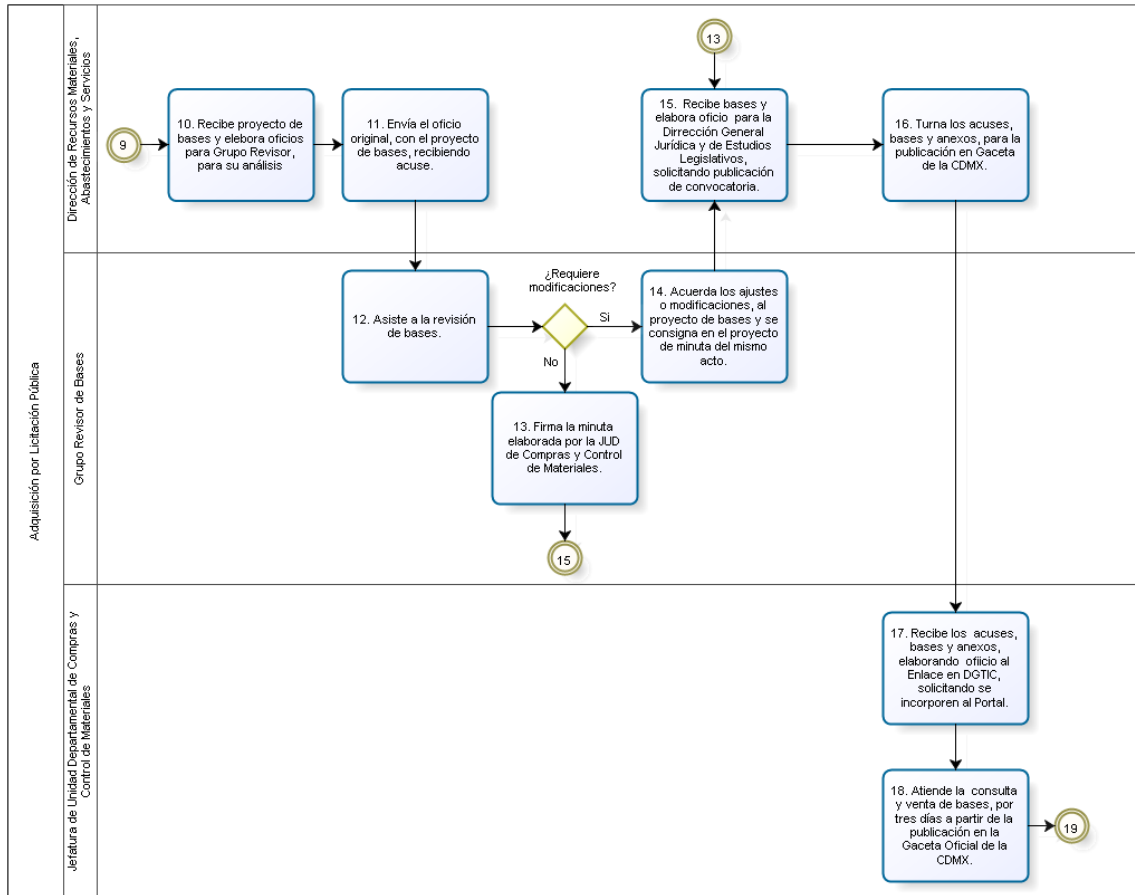 Adquisición por Licitación Pública
Dirección de Recursos Materiales,
Abastecimientos y Servicios
9
10. Recibe proyecto de
bases y elebora oficios
para Grupo Revisor,
para su análisis
11. Envía el oficio
original, con el proyecto
de bases, recibiendo
acuse.
13
15. Recibe bases y
elabora oficio para la
Dirrección General
Jurídica y de Estudios
Legislativos,
solicitando publicación
de convocatoria.
16. Turna los acuses,
bases y anexos, para la
publicación en Gaceta
de la CDMX.
Grupo Revisor de Bases
12. Asiste a la revisión
de bases.
¿Requiere
modificaciones?
Si
No
14. Acuerda los ajustes
o modificaciones, al
proyecto de bases y se
consigna en el proyecto
de minuta del mismo
acto.
13. Firma la minuta
elaborada por la JUD
de Compras y Control
de Materiales.
15
Jefatura de Unidad Departamental de Compras y
Control de Materiales
17. Recibe los acuses,
bases y anexos,
elaborando ofiicio al
Enlace en DGTIC,
solicitando se
incorporen al Portal.
18. Atiende la consulta
y venta de bases, por
tres días a partir de la
publicación en la
Gaceta Oficial de la
CDMX.
19